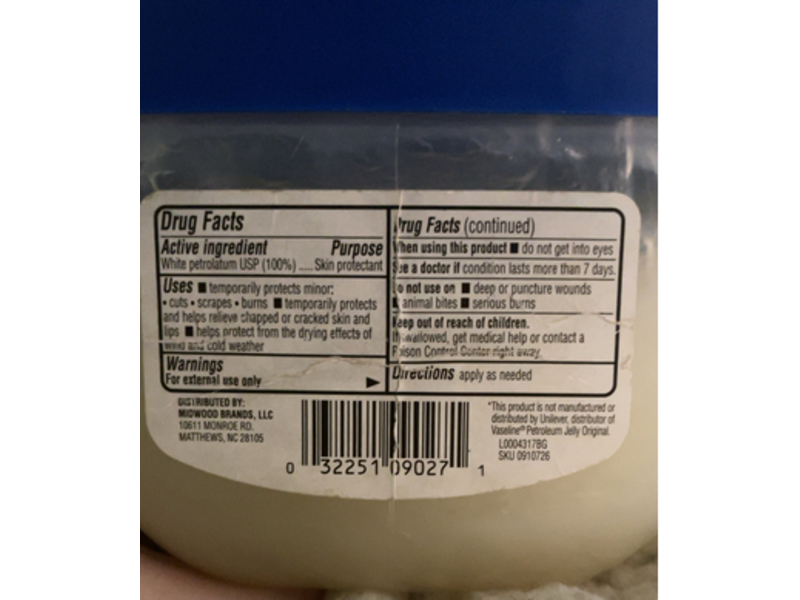 Drug Facts
Active ingredient Purpose
White petrolatum USP (100%) ..... Skin protectant
Uses ■ temporarily protects minor:
• cuts • scrapes • burns ■ temporarily protects
and helps relieve chapped or cracked skin and
lips ■ helps protect from the drying effects of
wind and cold weather
Warnings
For external use only
Drug Facts (continued)
When using this product ■ do not get into eyes
See a doctor if condition lasts more than 7 days.
Do not use on ■ deep or puncture wounds
■ animal bites ■ serious burns
Keep out of reach of children.
If swallowed, get medical help or contact a
Poison Control Center right away.
Directions apply as needed
DISTRIBUTED BY:
MIDWOOD BRANDS, LLC
10611 MONROE RD.
MATTHEWS, NC 28105
0 32251 09027 1
*This product is not manufactured or
distributed by Unilever, distributor of
Vaseline® Petroleum Jelly Original.
L0004317BG
SKU 0910726